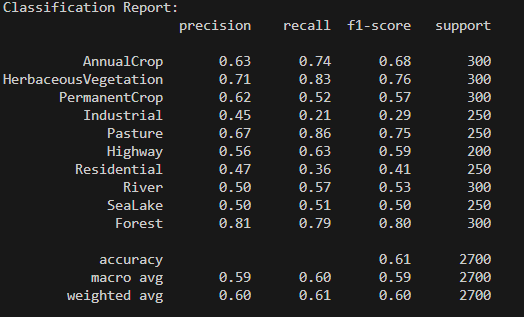 Classification Report:
precision recall f1-score support
AnnualCrop 0.63 0.74 0.68 300
HerbaceousVegetation 0.71 0.83 0.76 300
PermanentCrop 0.62 0.52 0.57 300
Industrial 0.45 0.21 0.29 250
Pasture 0.67 0.86 0.75 250
Highway 0.56 0.63 0.59 200
Residential 0.47 0.36 0.41 250
River 0.50 0.57 0.53 300
SeaLake 0.50 0.51 0.50 250
Forest 0.81 0.79 0.80 300
accuracy 0.61 2700
macro avg 0.59 0.60 0.59 2700
weighted avg 0.60 0.61 0.60 2700